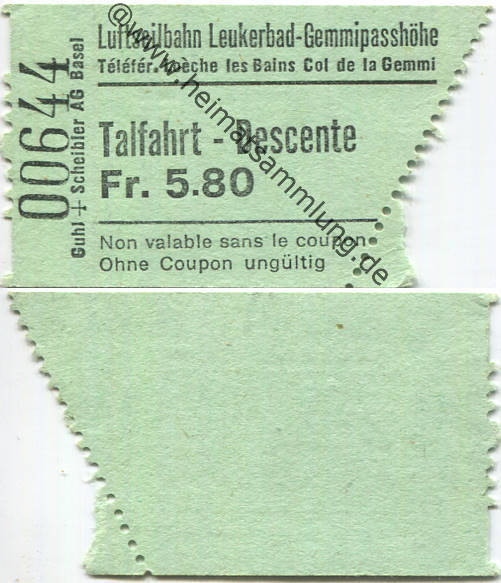 Luftseilbahn Leukerbad-Gemmipasshöhe
Téléfér. Loèche les Bains Col de la Gemmi
Talfahrt - Descente
Fr. 5.80
Non valable sans le coupon
Ohne Coupon ungültig
00644
Guhl + Scheibler AG Basel
@www.heimatsammlung.de